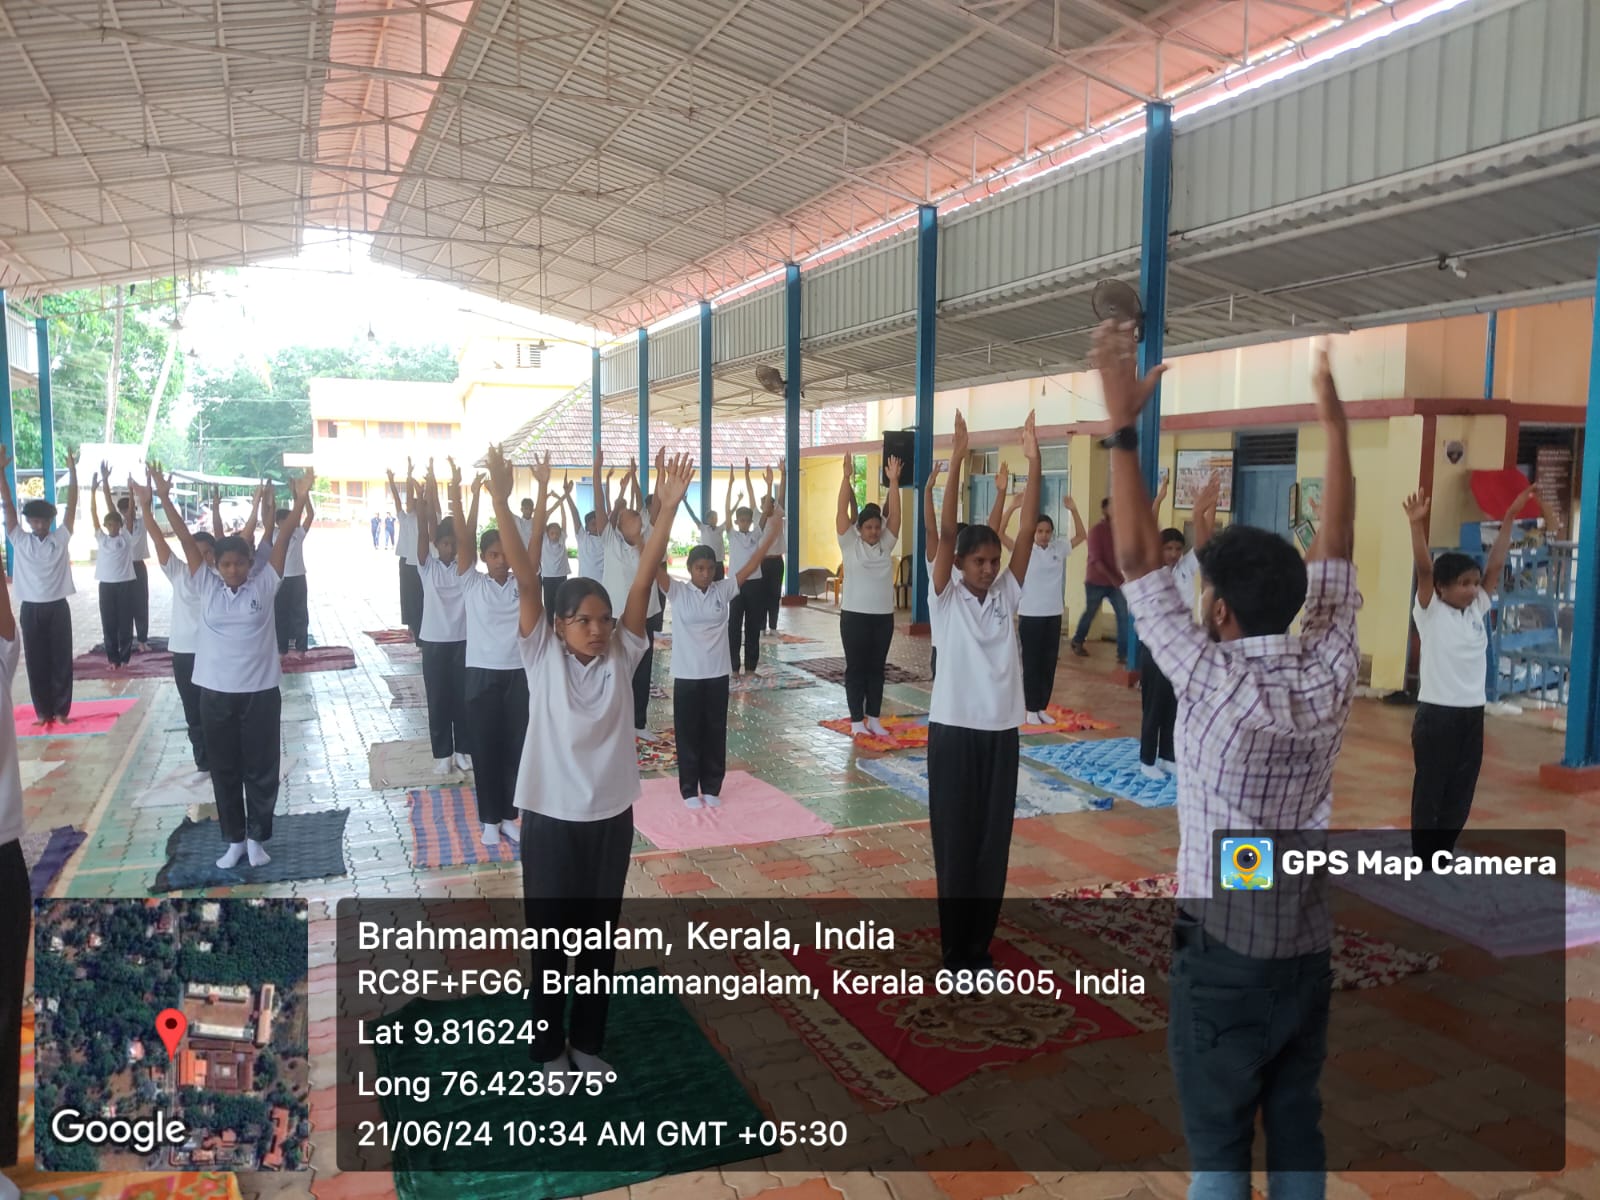 GPS Map Camera
Brahmamangalam, Kerala, India
RC8F+FG6, Brahmamangalam, Kerala 686605, India
Lat 9.81624°
Long 76.423575°
21/06/24 10:34 AM GMT +05:30
Google